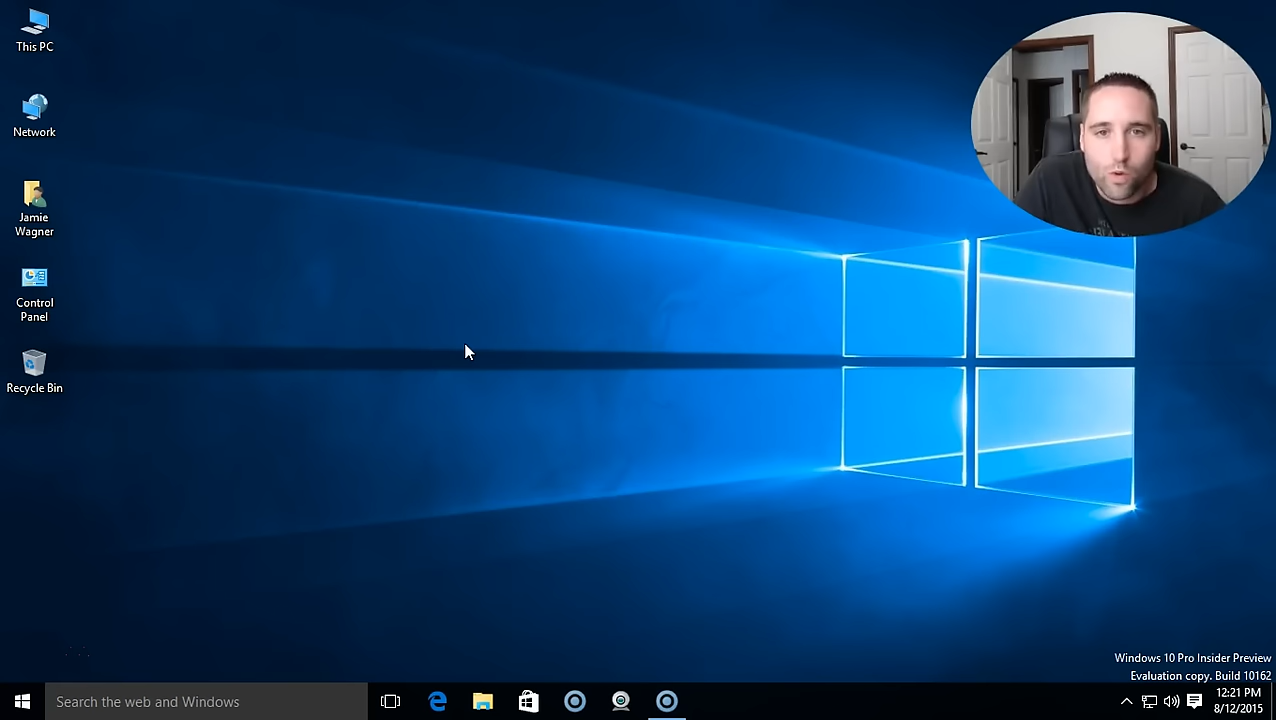 This PC
Network
Jamie
Wagner
Control
Panel
Recycle Bin
Windows 10 Pro Insider Preview
Evaluation copy. Build 10162
Search the web and Windows
12:21 PM
8/12/2015